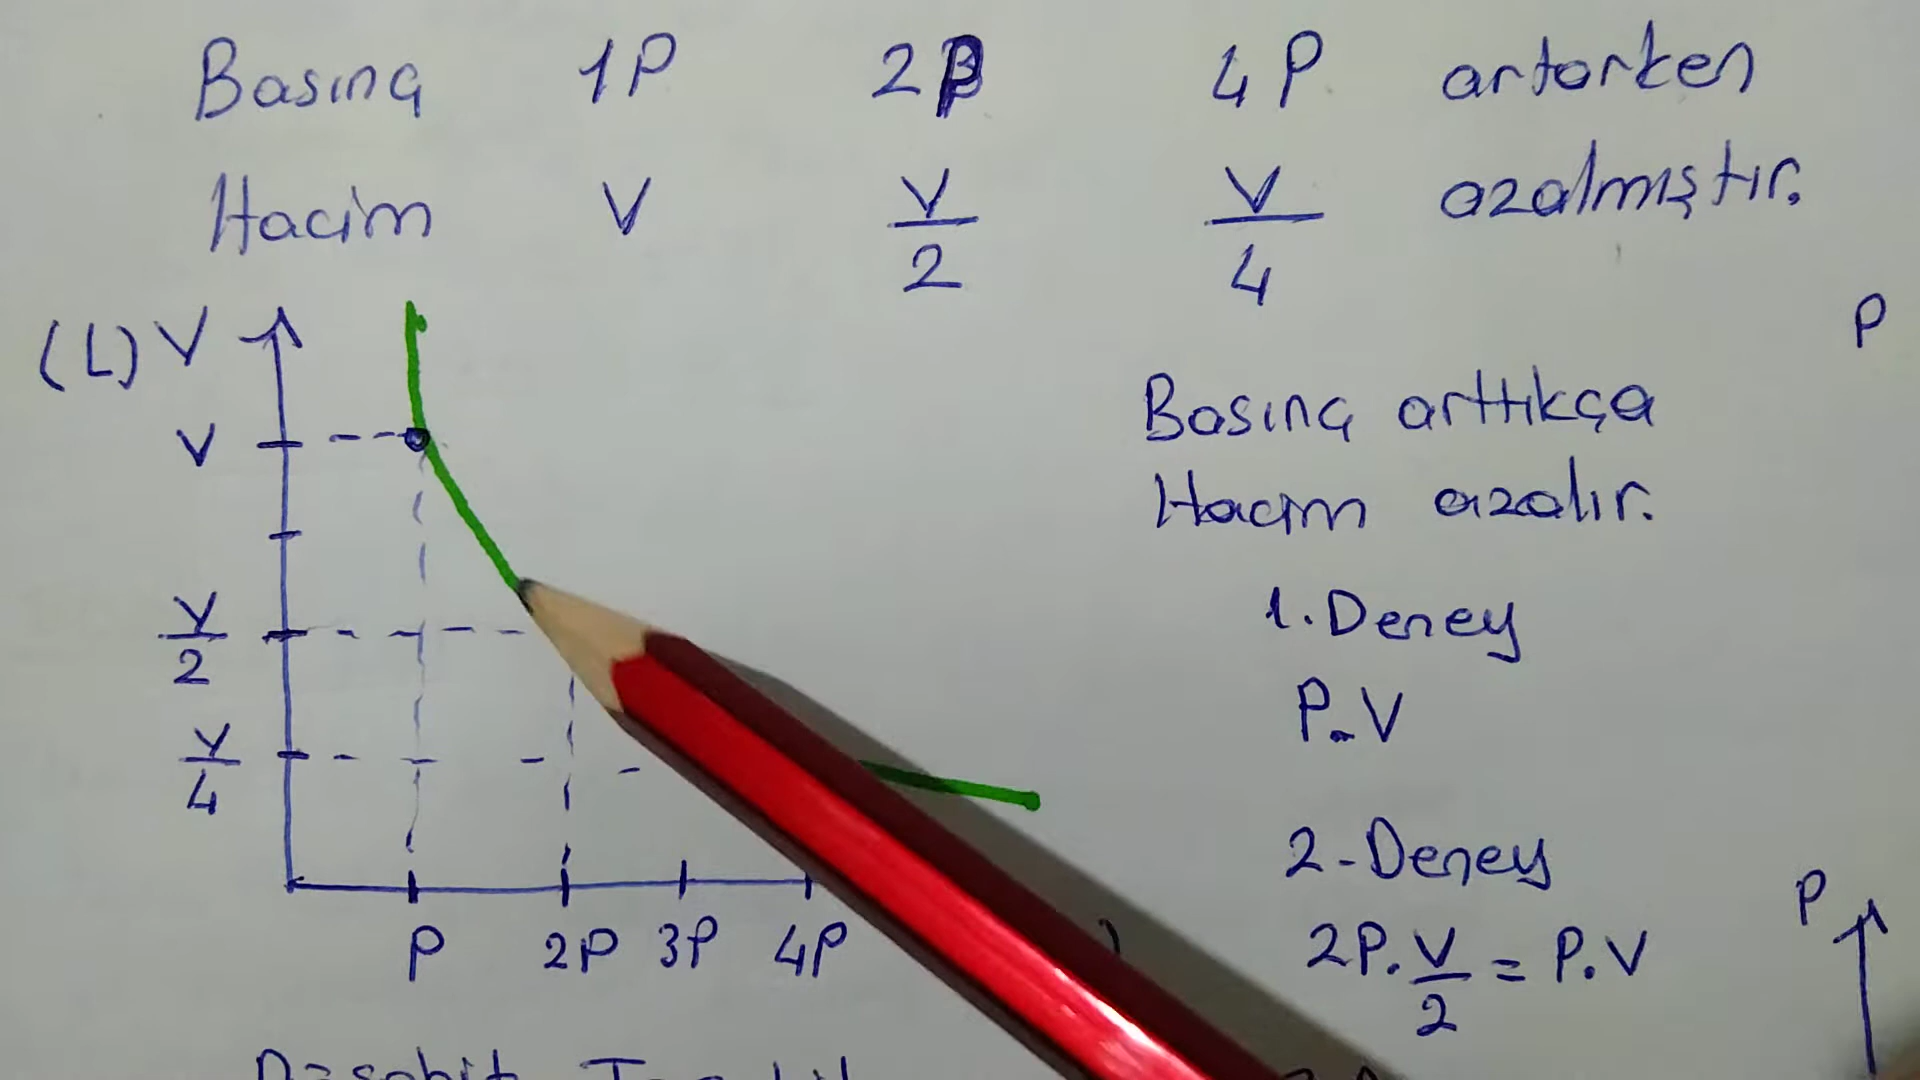 Basınç 1P 2P 4P artarken
Hacim V V/2 V/4 azalmıştır.
(L) V
V
V/2
V/4
P 2P 3P 4P
P
Basınç arttıkça
Hacim azalır.
1. Deney
P.V
2-Deney
2P.V/2 = P.V
P